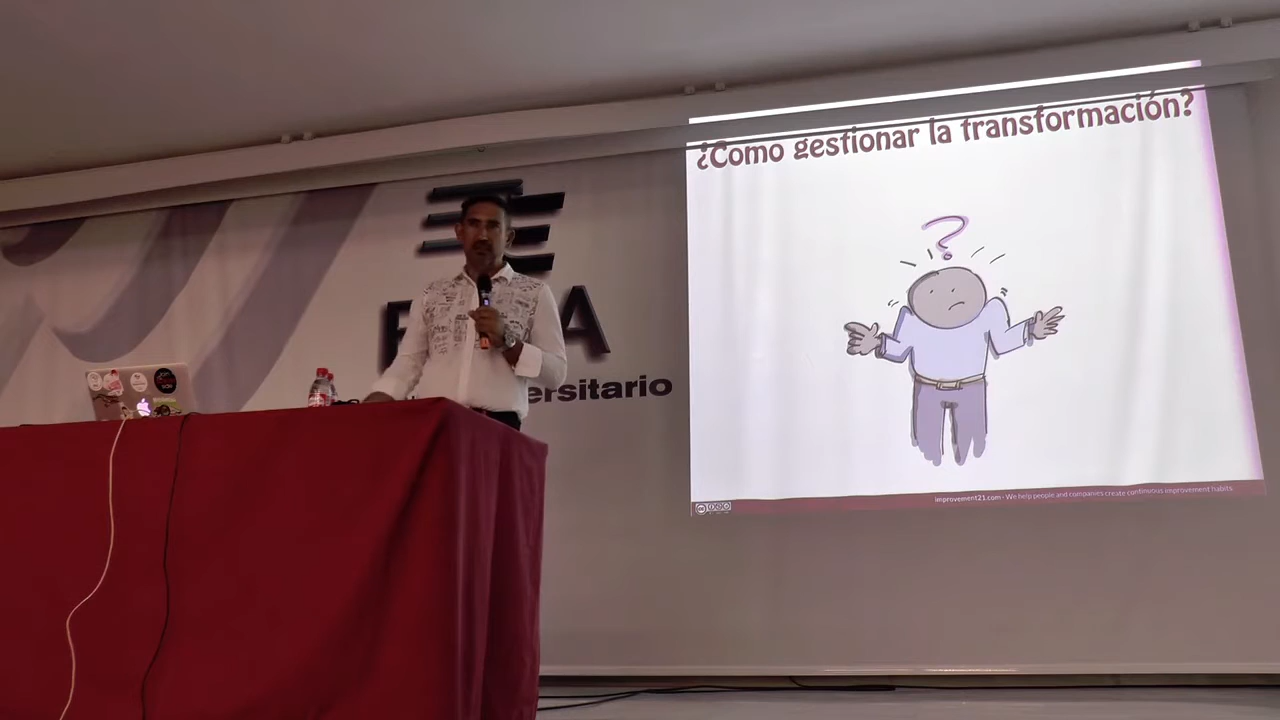 ¿Como gestionar la transformación?
ersitario
improvement21.com - We help people and companies create continuous improvement habits